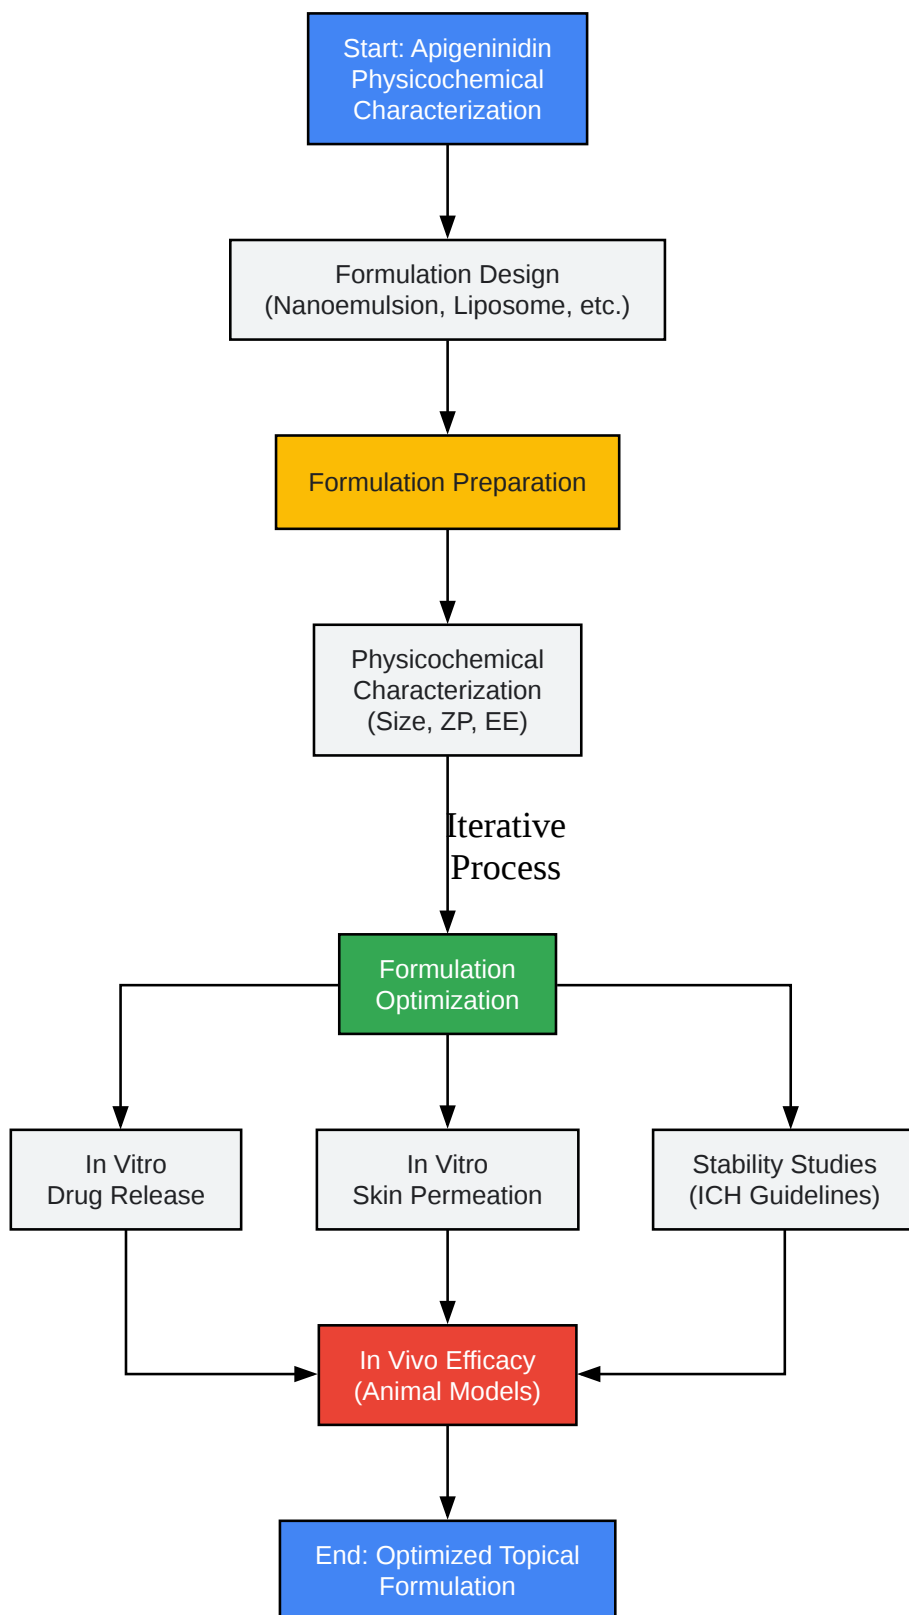 Start: Apigeninidin
Physicochemical
Characterization
Formulation Design
(Nanoemulsion, Liposome, etc.)
Formulation Preparation
Physicochemical
Characterization
(Size, ZP, EE)
Iterative
Process
Formulation
Optimization
In Vitro
Drug Release
In Vitro
Skin Permeation
Stability Studies
(ICH Guidelines)
In Vivo Efficacy
(Animal Models)
End: Optimized Topical
Formulation